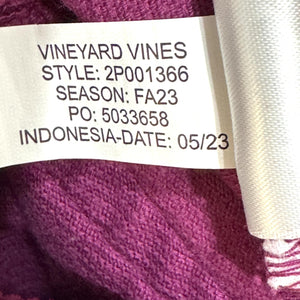 VINEYARD VINES
STYLE: 2P001366
SEASON: FA23
PO: 5033658
INDONESIA-DATE: 05/23